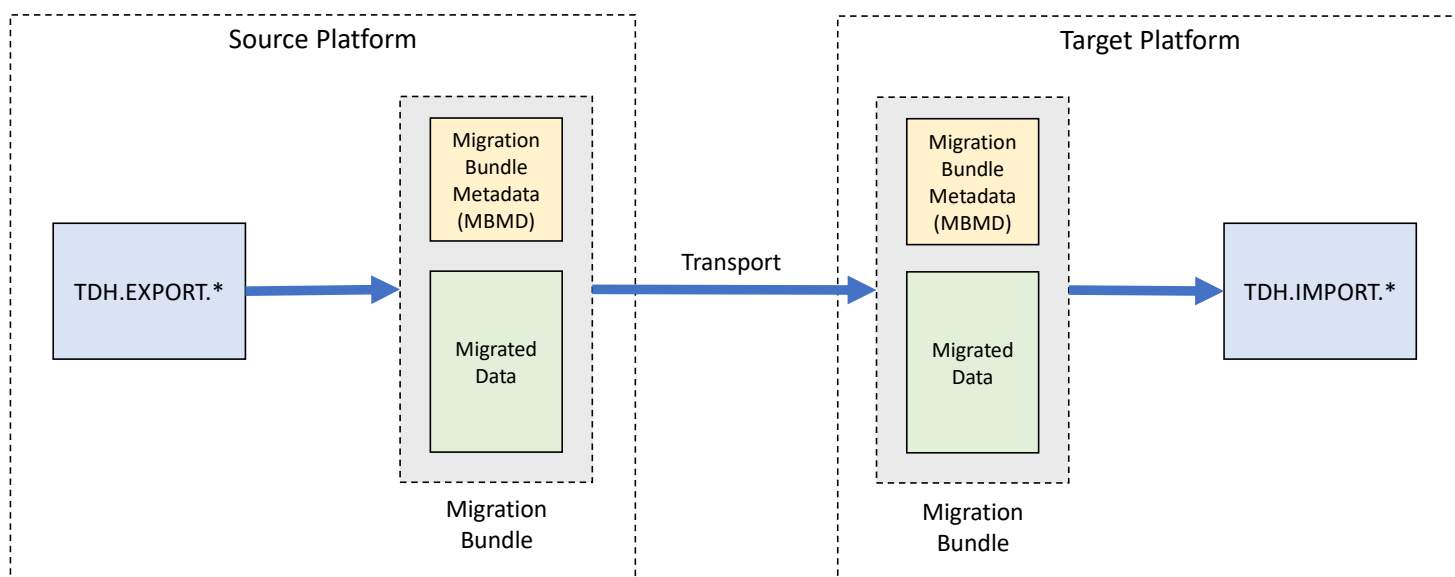 Source Platform
Target Platform
TDH.EXPORT.*
Migration
Bundle
Metadata
(MBMD)
Migrated
Data
Migration
Bundle
Transport
Migration
Bundle
Metadata
(MBMD)
Migrated
Data
Migration
Bundle
TDH.IMPORT.*